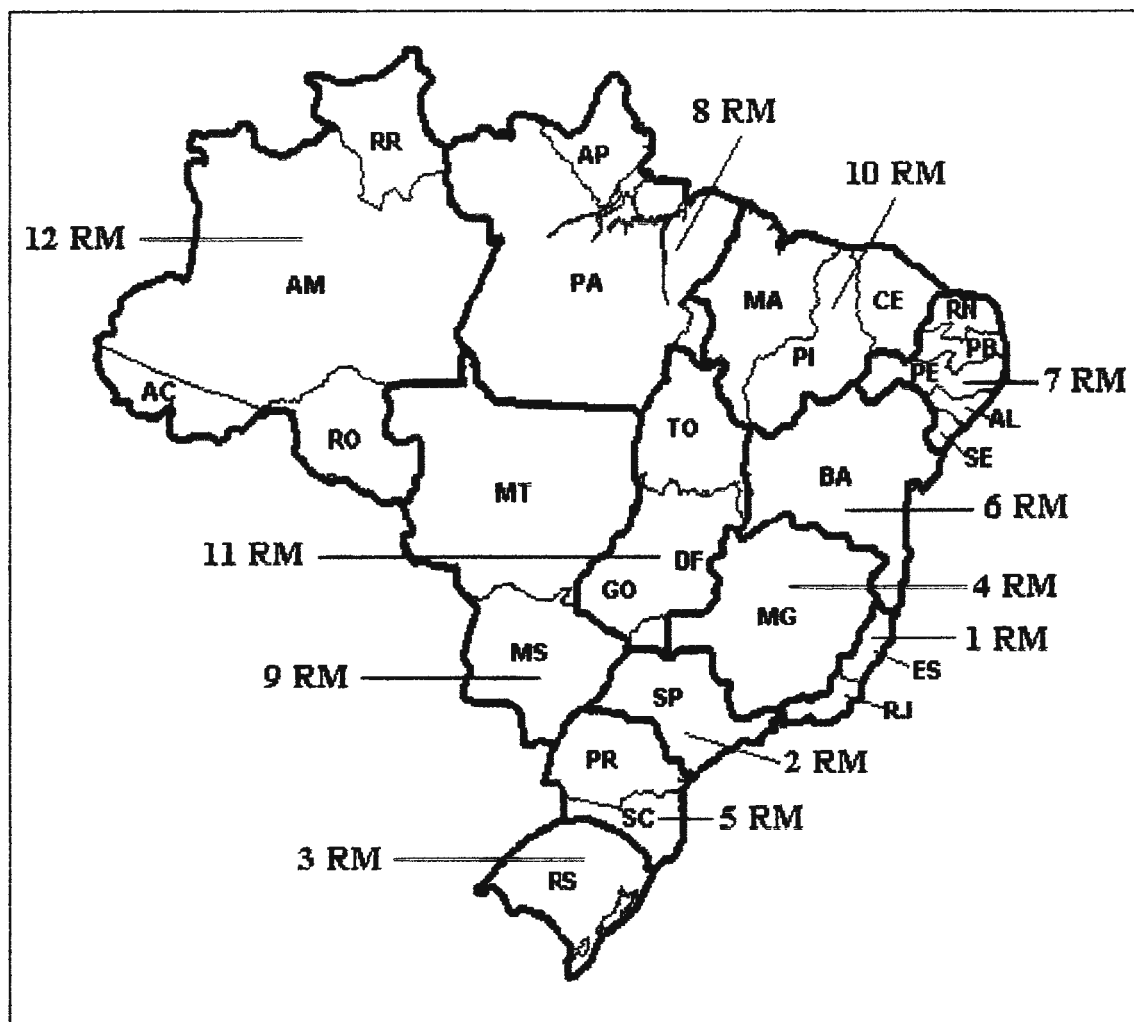 8 RM
RR
AP
10 RM
12 RM
AM
PA
MA
CE
RN
PB
PI
PE
7 RM
AC
AL
TO
RO
SE
BA
MT
6 RM
11 RM
DF
GO
4 RM
MG
1 RM
MS
ES
9 RM
SP
RJ
PR
2 RM
SC
5 RM
3 RM
RS